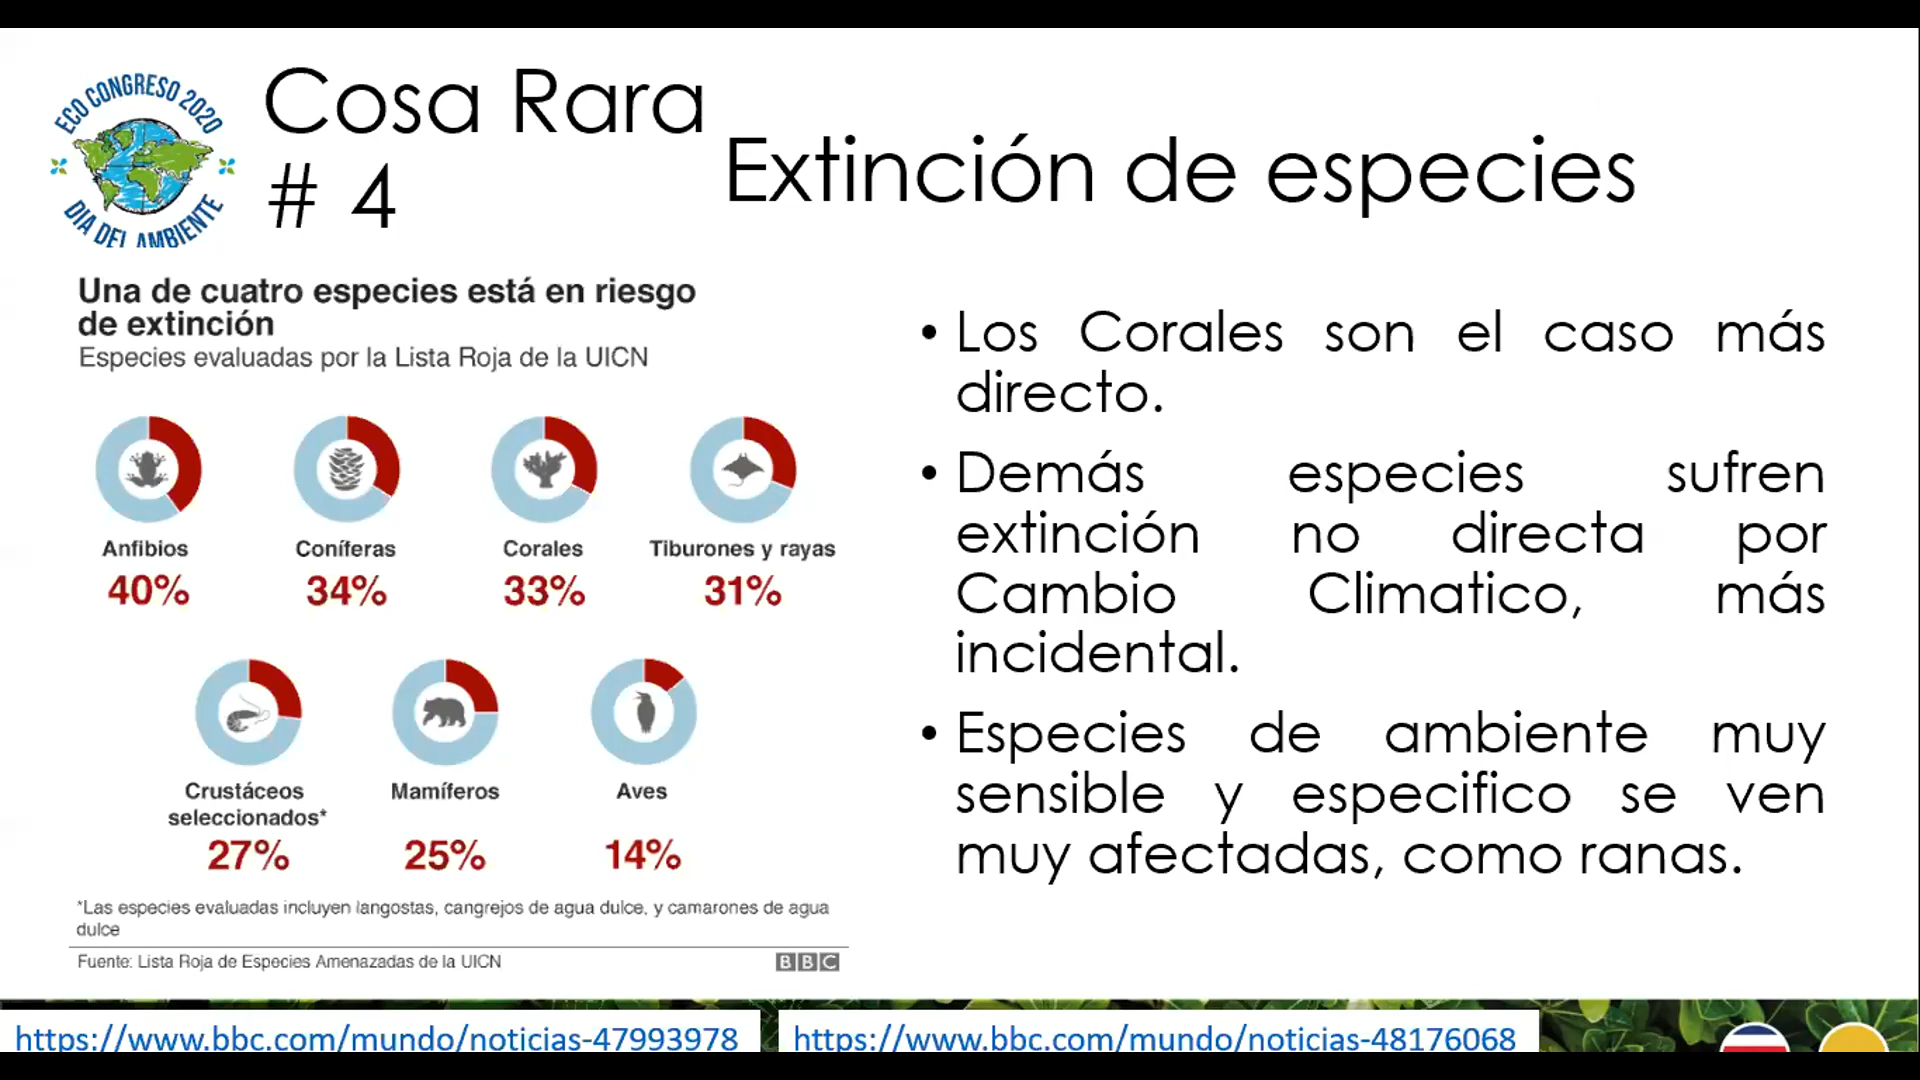 ECO CONGRESO 2020
DIA DEL AMBIENTE
Cosa Rara
# 4
Extinción de especies
Una de cuatro especies está en riesgo
de extinción
Especies evaluadas por la Lista Roja de la UICN
Anfibios
40%
Coníferas
34%
Corales
33%
Tiburones y rayas
31%
Crustáceos
seleccionados*
27%
Mamíferos
25%
Aves
14%
*Las especies evaluadas incluyen langostas, cangrejos de agua dulce, y camarones de agua
dulce
Fuente: Lista Roja de Especies Amenazadas de la UICN
BBC
• Los Corales son el caso más
directo.
• Demás especies sufren
extinción no directa por
Cambio Climatico, más
incidental.
• Especies de ambiente muy
sensible y especifico se ven
muy afectadas, como ranas.
https://www.bbc.com/mundo/noticias-47993978
https://www.bbc.com/mundo/noticias-48176068